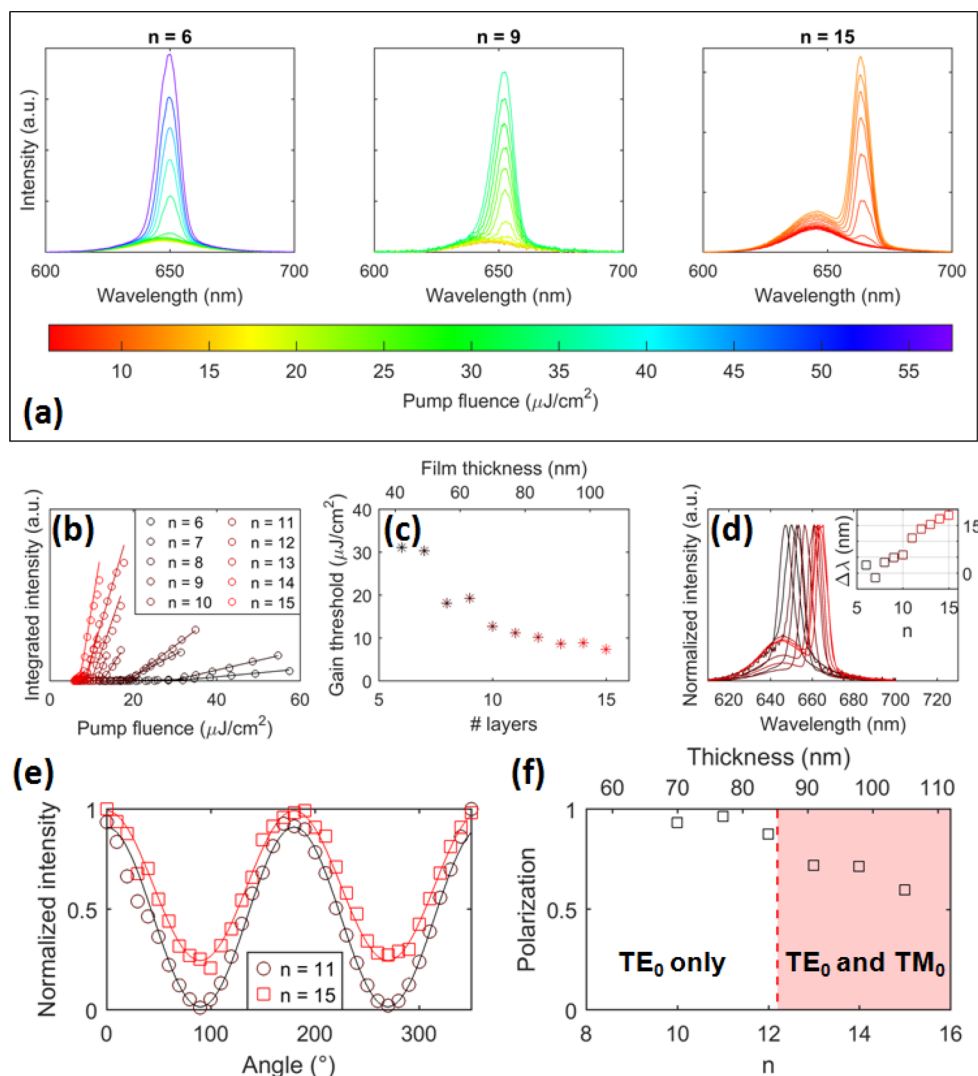 n = 6
n = 9
n = 15
Intensity (a.u.)
600 650 700
600 650 700
600 650 700
Wavelength (nm)
Wavelength (nm)
Wavelength (nm)
10 15 20 25 30 35 40 45 50 55
Pump fluence (μJ/cm²)
(a)
(b)
Integrated intensity (a.u.)
n = 6
n = 7
n = 8
n = 9
n = 10
n = 11
n = 12
n = 13
n = 14
n = 15
0 20 40 60
Pump fluence (μJ/cm²)
Film thickness (nm)
40 60 80 100
(c)
Gain threshold (μJ/cm²)
40
30
20
10
0
5 10 15
# layers
(d)
Normalized intensity (a.u.)
Δλ (nm)
15
0
5 10 15
n
620 640 660 680 700 720
Wavelength (nm)
(e)
Normalized intensity
1
0.5
0
n = 11
n = 15
0 100 200 300
Angle (°)
(f)
Thickness (nm)
60 70 80 90 100 110
Polarization
1
0.5
0
TE₀ only
TE₀ and TM₀
8 10 12 14 16
n